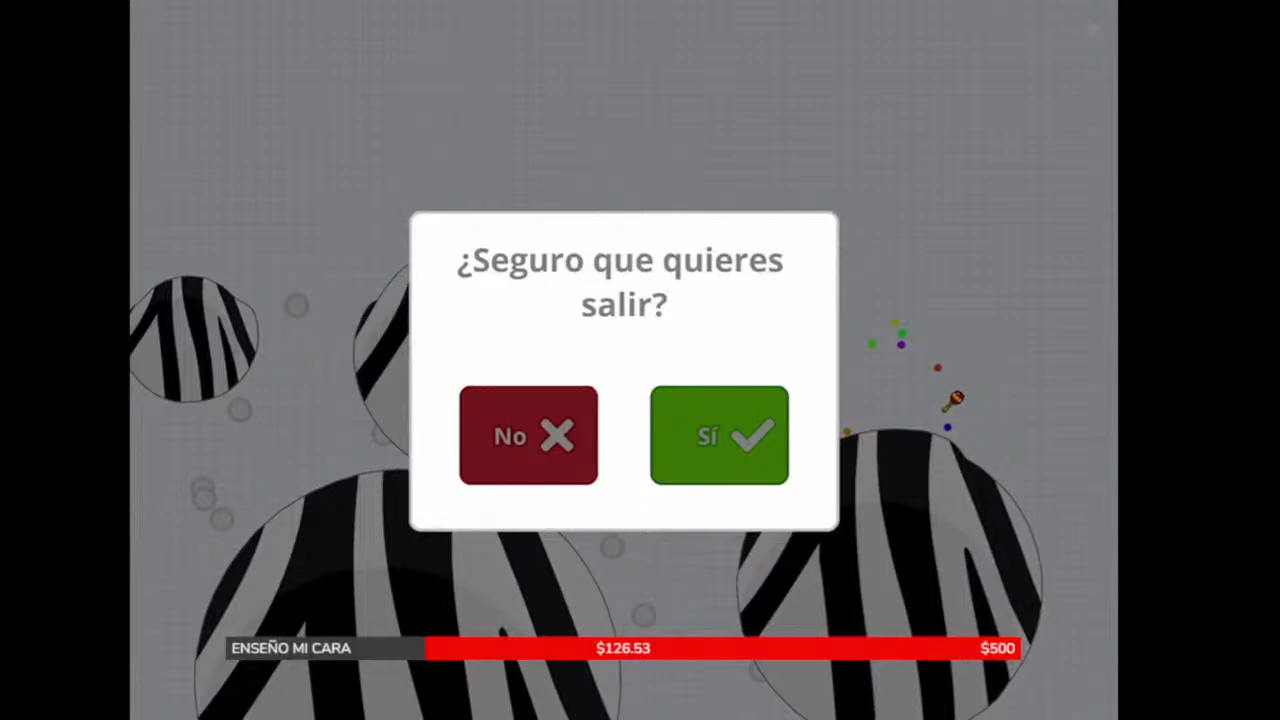 ¿Seguro que quieres
salir?
No
Sí
ENSEÑO MI CARA $126.53 $500